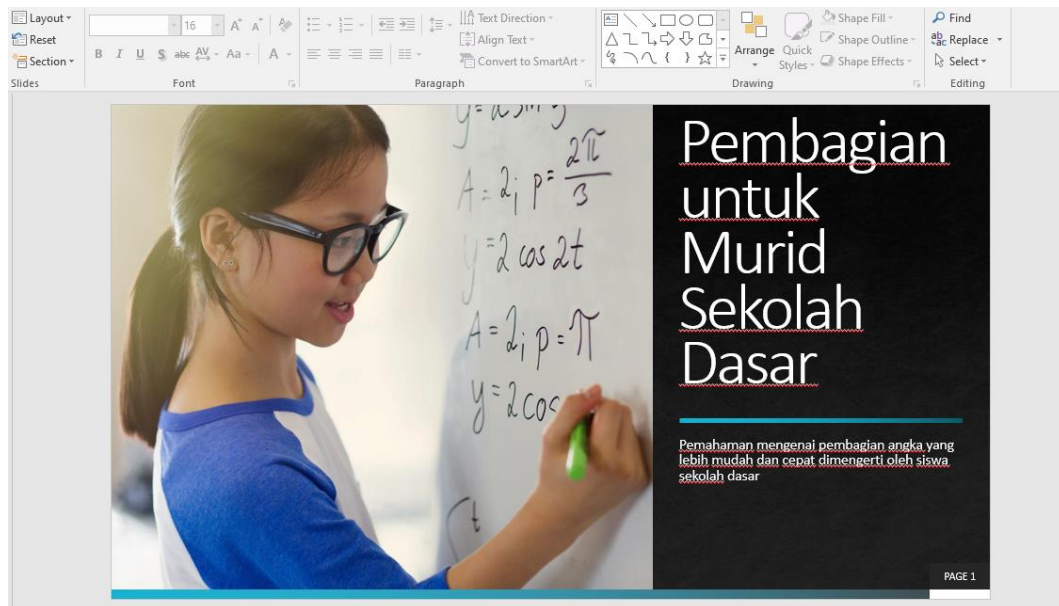 Layout
Reset
Section
Slides
16
A A
B I U S abc AV Aa A
Font
Text Direction
Align Text
Convert to SmartArt
Paragraph
Arrange
Quick
Styles
Shape Fill
Shape Outline
Shape Effects
Drawing
Find
Replace
Select
Editing
A = 2; p = 2π/3
y = 2 cos 2t
A = 2; p = π
y = 2 cos
t
Pembagian
untuk
Murid
Sekolah
Dasar
Pemahaman mengenai pembagian angka yang
lebih mudah dan cepat dimengerti oleh siswa
sekolah dasar
PAGE 1